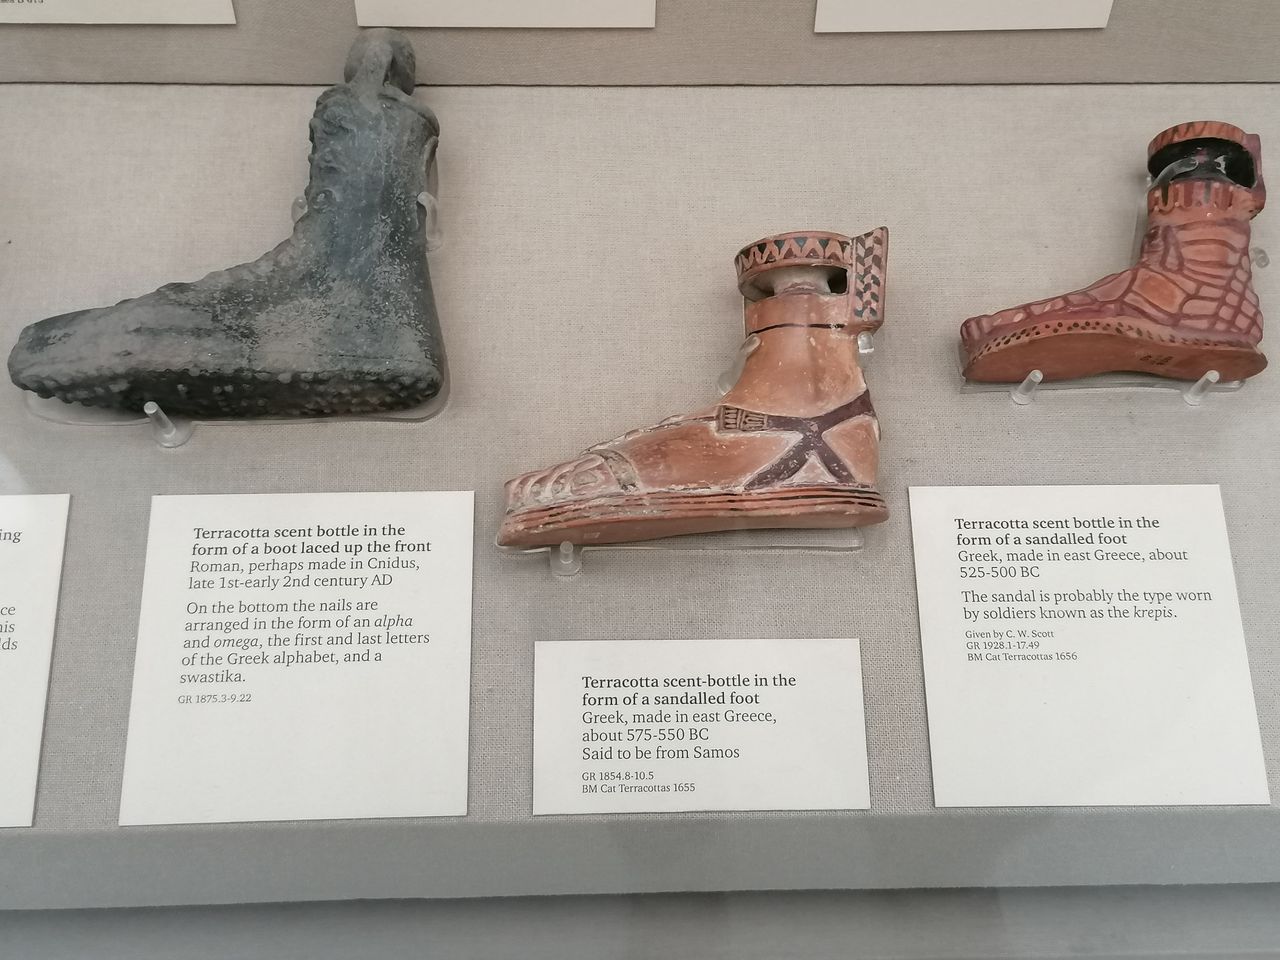 ing
ce
his
lds
Terracotta scent bottle in the
form of a boot laced up the front
Roman, perhaps made in Cnidus,
late 1st-early 2nd century AD
On the bottom the nails are
arranged in the form of an alpha
and omega, the first and last letters
of the Greek alphabet, and a
swastika.
GR 1875.3-9.22
Terracotta scent-bottle in the
form of a sandalled foot
Greek, made in east Greece,
about 575-550 BC
Said to be from Samos
GR 1854.8-10.5
BM Cat Terracottas 1655
Terracotta scent bottle in the
form of a sandalled foot
Greek, made in east Greece, about
525-500 BC
The sandal is probably the type worn
by soldiers known as the krepis.
Given by C. W. Scott
GR 1928.1-17.49
BM Cat Terracottas 1656